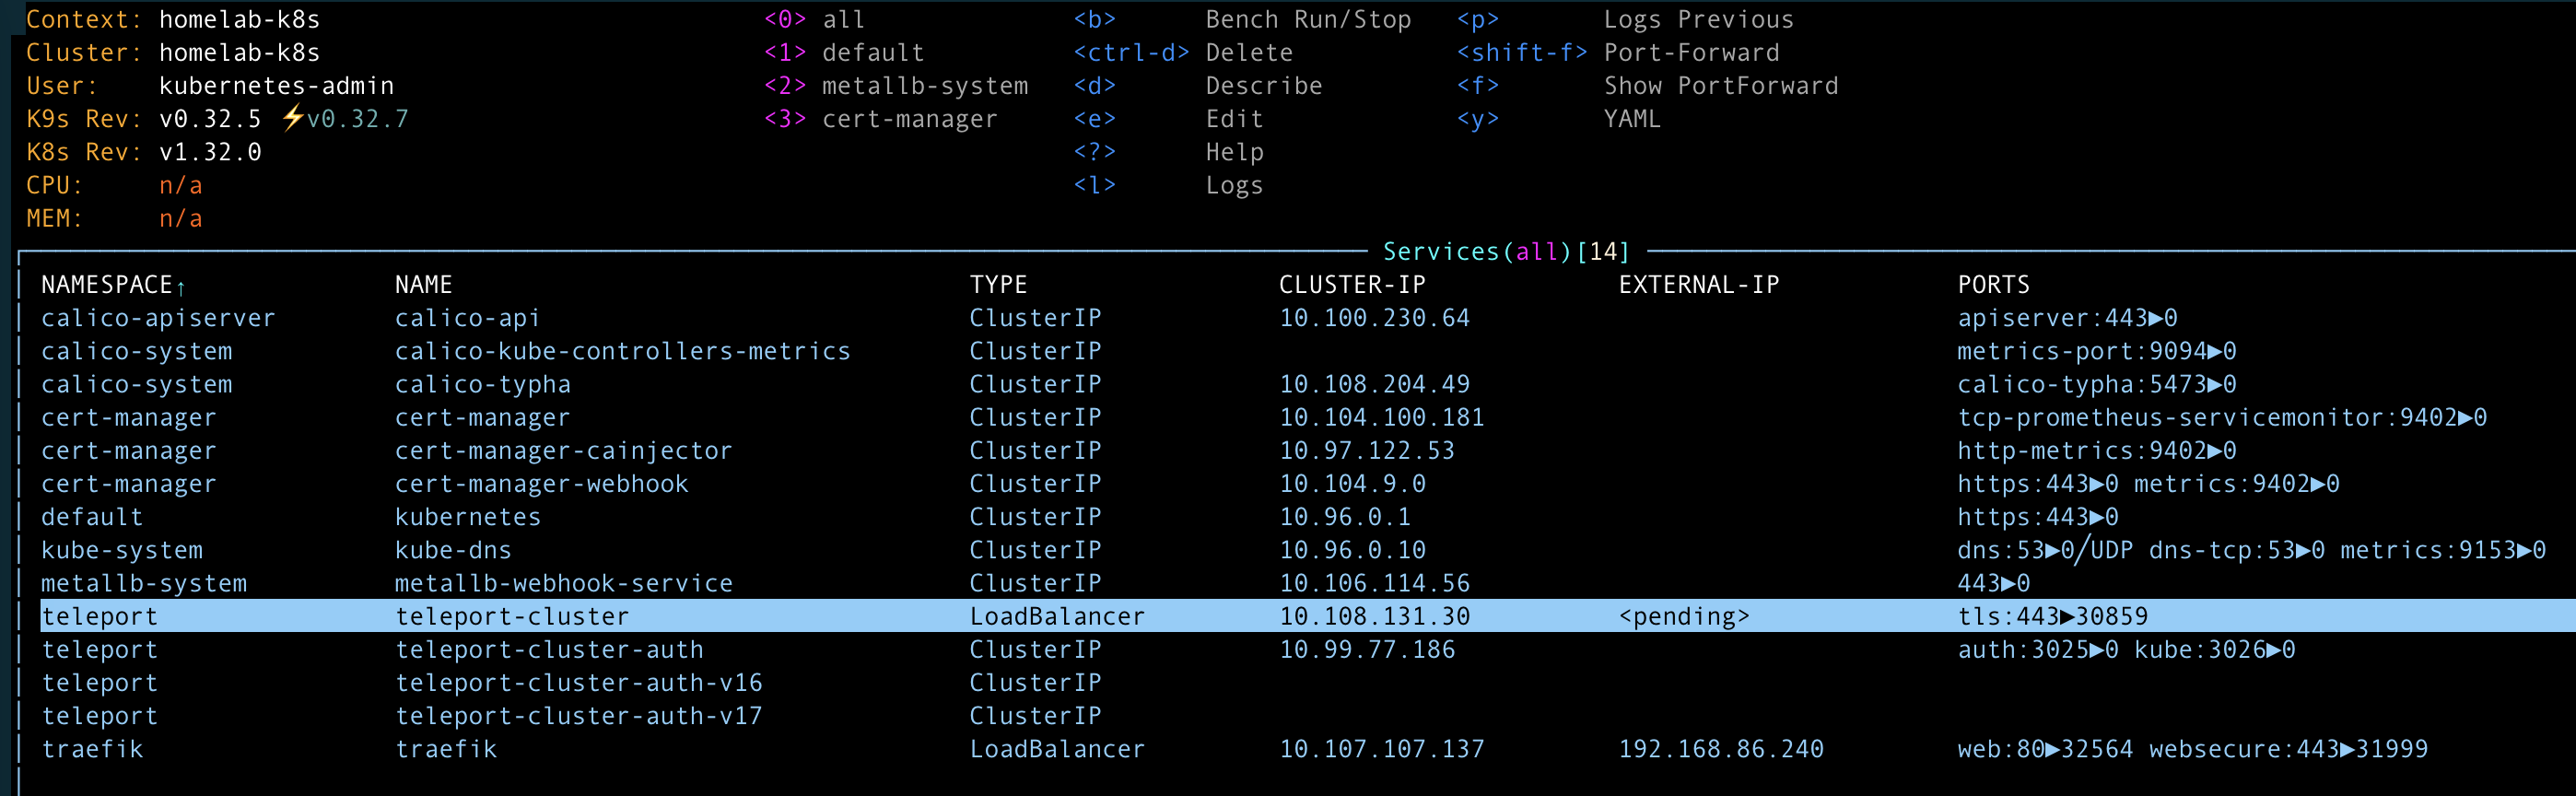 Context: homelab-k8s <0> all <b> Bench Run/Stop <p> Logs Previous
Cluster: homelab-k8s <1> default <ctrl-d> Delete <shift-f> Port-Forward
User: kubernetes-admin <2> metallb-system <d> Describe <f> Show PortForward
K9s Rev: v0.32.5 ⚡v0.32.7 <3> cert-manager <e> Edit <y> YAML
K8s Rev: v1.32.0 <?> Help
CPU: n/a <l> Logs
MEM: n/a
Services(all)[14]
NAMESPACE↑ NAME TYPE CLUSTER-IP EXTERNAL-IP PORTS
calico-apiserver calico-api ClusterIP 10.100.230.64 apiserver:443►0
calico-system calico-kube-controllers-metrics ClusterIP metrics-port:9094►0
calico-system calico-typha ClusterIP 10.108.204.49 calico-typha:5473►0
cert-manager cert-manager ClusterIP 10.104.100.181 tcp-prometheus-servicemonitor:9402►0
cert-manager cert-manager-cainjector ClusterIP 10.97.122.53 http-metrics:9402►0
cert-manager cert-manager-webhook ClusterIP 10.104.9.0 https:443►0 metrics:9402►0
default kubernetes ClusterIP 10.96.0.1 https:443►0
kube-system kube-dns ClusterIP 10.96.0.10 dns:53►0╱UDP dns-tcp:53►0 metrics:9153►0
metallb-system metallb-webhook-service ClusterIP 10.106.114.56 443►0
teleport teleport-cluster LoadBalancer 10.108.131.30 <pending> tls:443►30859
teleport teleport-cluster-auth ClusterIP 10.99.77.186 auth:3025►0 kube:3026►0
teleport teleport-cluster-auth-v16 ClusterIP
teleport teleport-cluster-auth-v17 ClusterIP
traefik traefik LoadBalancer 10.107.107.137 192.168.86.240 web:80►32564 websecure:443►31999